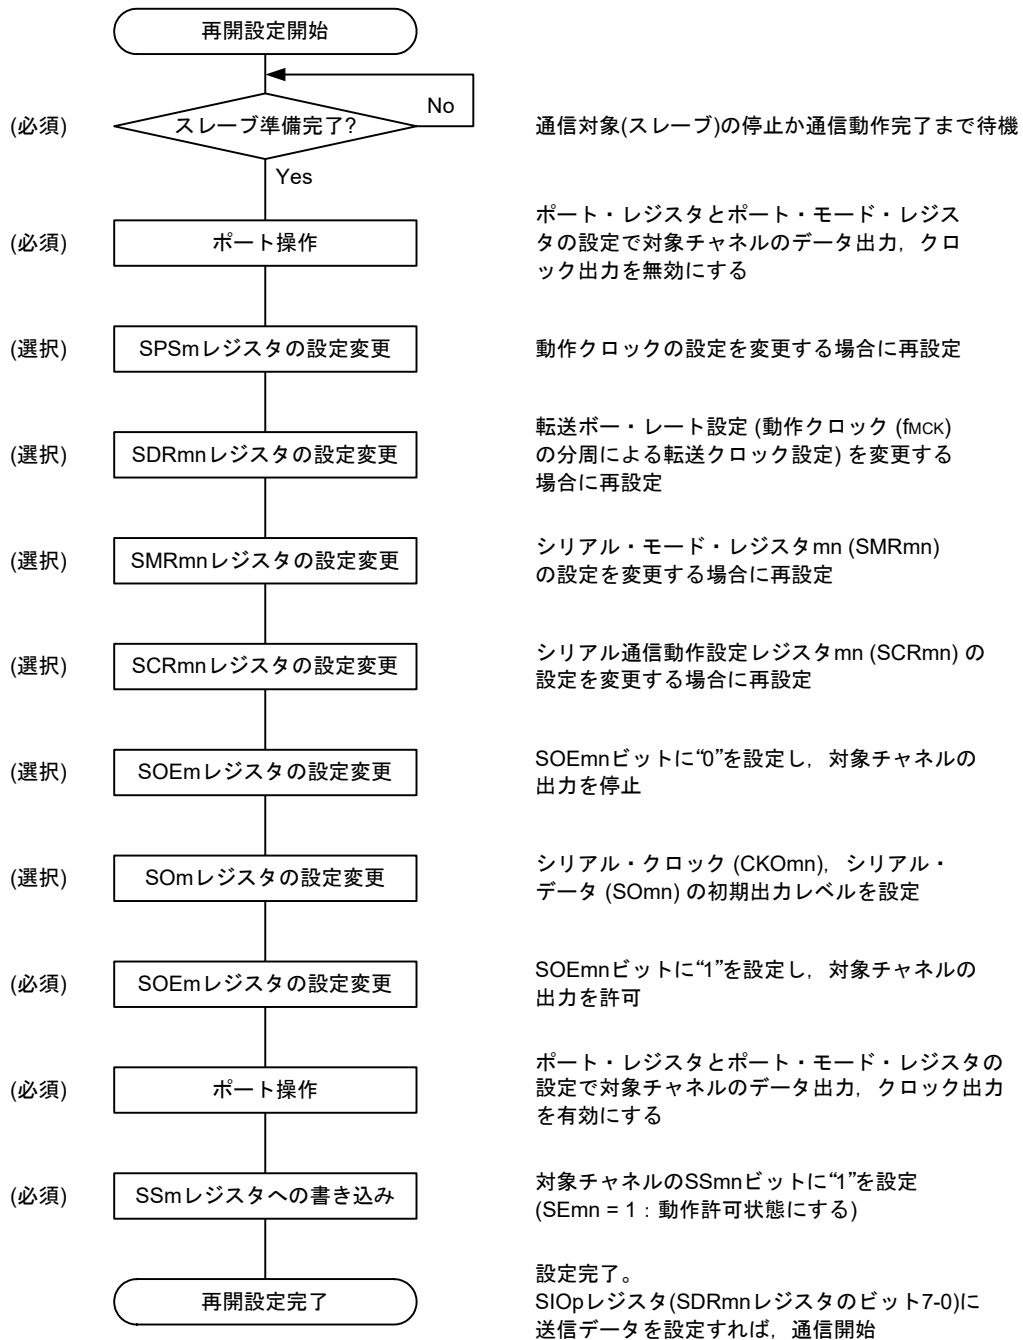 再開設定開始
No
(必須)
スレーブ準備完了?
通信対象(スレーブ)の停止か通信動作完了まで待機
Yes
(必須)
ポート操作
ポート・レジスタとポート・モード・レジス
タの設定で対象チャネルのデータ出力，クロ
ック出力を無効にする
(選択)
SPSmレジスタの設定変更
動作クロックの設定を変更する場合に再設定
(選択)
SDRmnレジスタの設定変更
転送ボー・レート設定 (動作クロック (fMCK)
の分周による転送クロック設定) を変更する
場合に再設定
(選択)
SMRmnレジスタの設定変更
シリアル・モード・レジスタmn (SMRmn)
の設定を変更する場合に再設定
(選択)
SCRmnレジスタの設定変更
シリアル通信動作設定レジスタmn (SCRmn) の
設定を変更する場合に再設定
(選択)
SOEmレジスタの設定変更
SOEmnビットに“0”を設定し，対象チャネルの
出力を停止
(選択)
SOmレジスタの設定変更
シリアル・クロック (CKOmn)，シリアル・
データ (SOmn) の初期出力レベルを設定
(必須)
SOEmレジスタの設定変更
SOEmnビットに“1”を設定し，対象チャネルの
出力を許可
(必須)
ポート操作
ポート・レジスタとポート・モード・レジスタの
設定で対象チャネルのデータ出力，クロック出力
を有効にする
(必須)
SSmレジスタへの書き込み
対象チャネルのSSmnビットに“1”を設定
(SEmn = 1：動作許可状態にする)
再開設定完了
設定完了。
SIOpレジスタ(SDRmnレジスタのビット7-0)に
送信データを設定すれば，通信開始